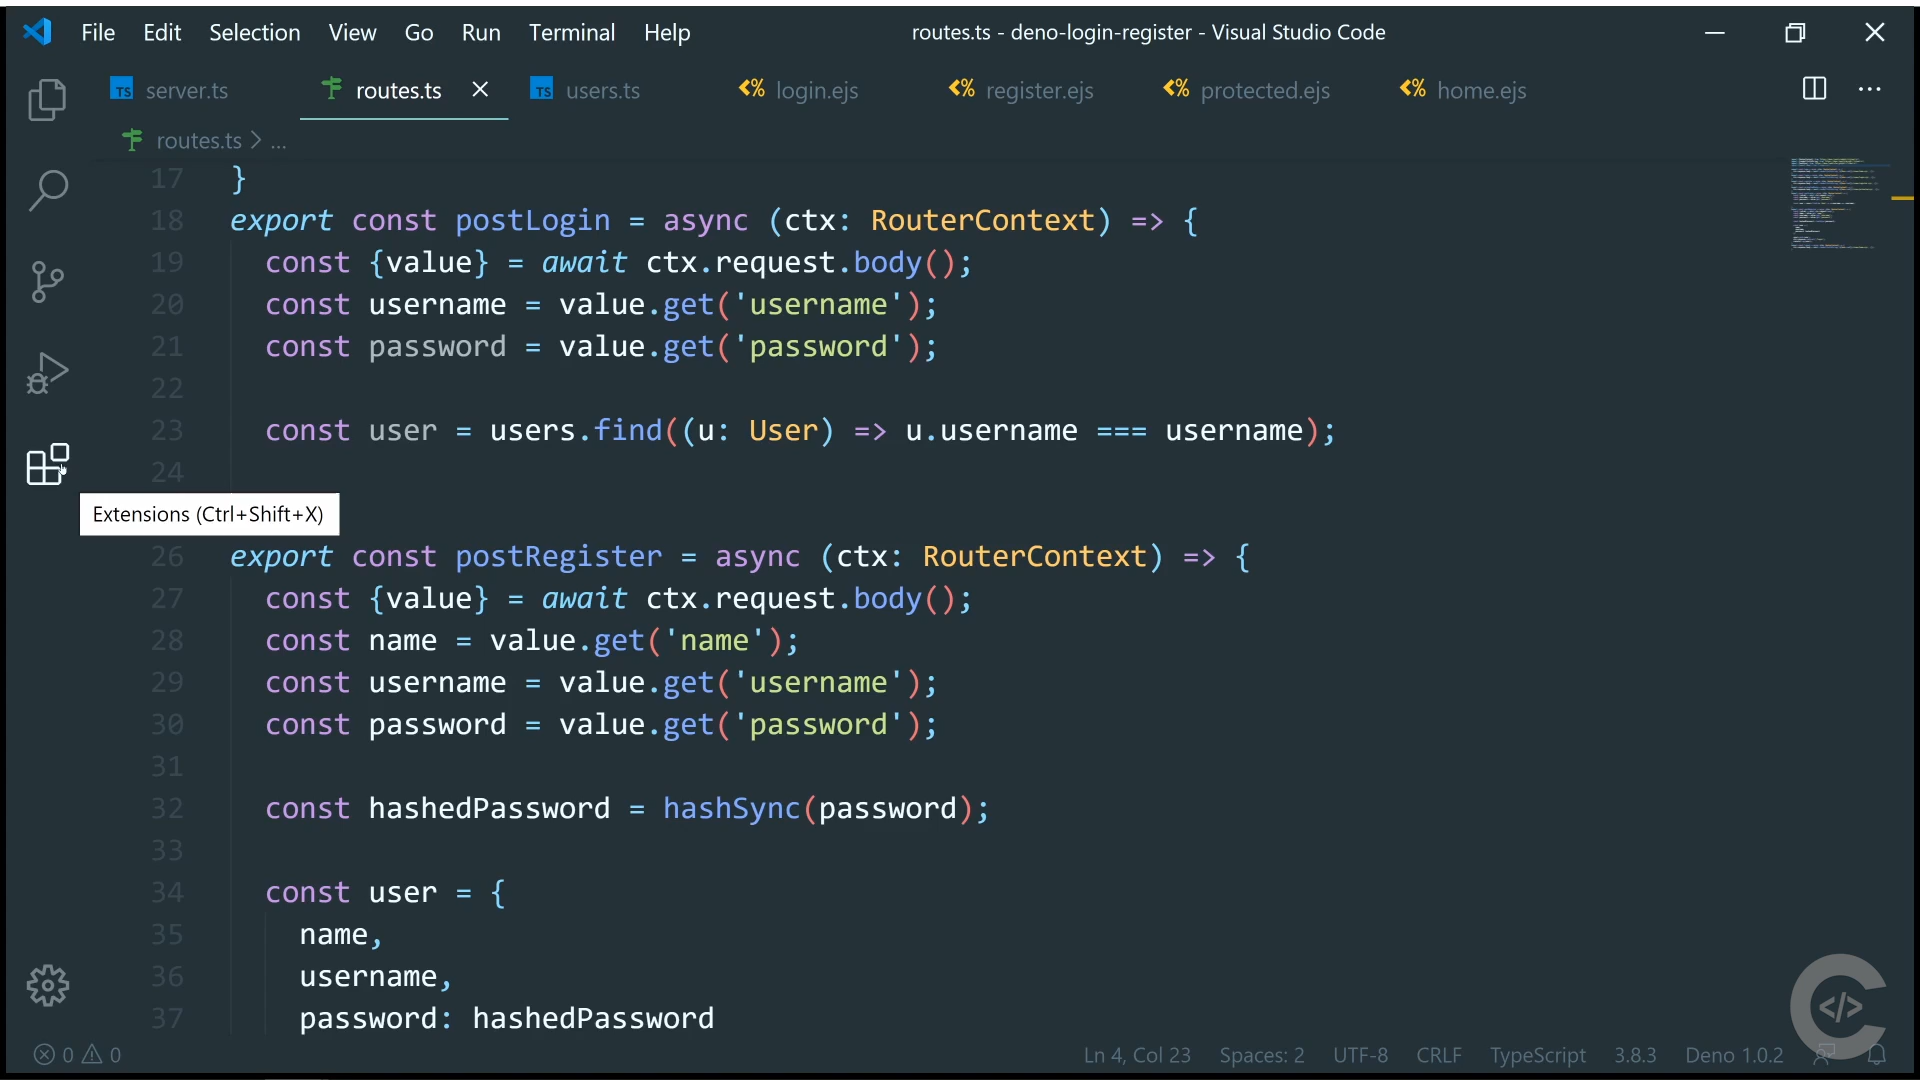 File Edit Selection View Go Run Terminal Help routes.ts - deno-login-register - Visual Studio Code
TS server.ts routes.ts TS users.ts <% login.ejs <% register.ejs <% protected.ejs <% home.ejs ...
routes.ts > ...
17 }
18 export const postLogin = async (ctx: RouterContext) => {
19 const {value} = await ctx.request.body();
20 const username = value.get('username');
21 const password = value.get('password');
22
23 const user = users.find((u: User) => u.username === username);
24
Extensions (Ctrl+Shift+X)
26 export const postRegister = async (ctx: RouterContext) => {
27 const {value} = await ctx.request.body();
28 const name = value.get('name');
29 const username = value.get('username');
30 const password = value.get('password');
31
32 const hashedPassword = hashSync(password);
33
34 const user = {
35 name,
36 username,
37 password: hashedPassword
</>
0 0 Ln 4, Col 23 Spaces: 2 UTF-8 CRLF TypeScript 3.8.3 Deno 1.0.2